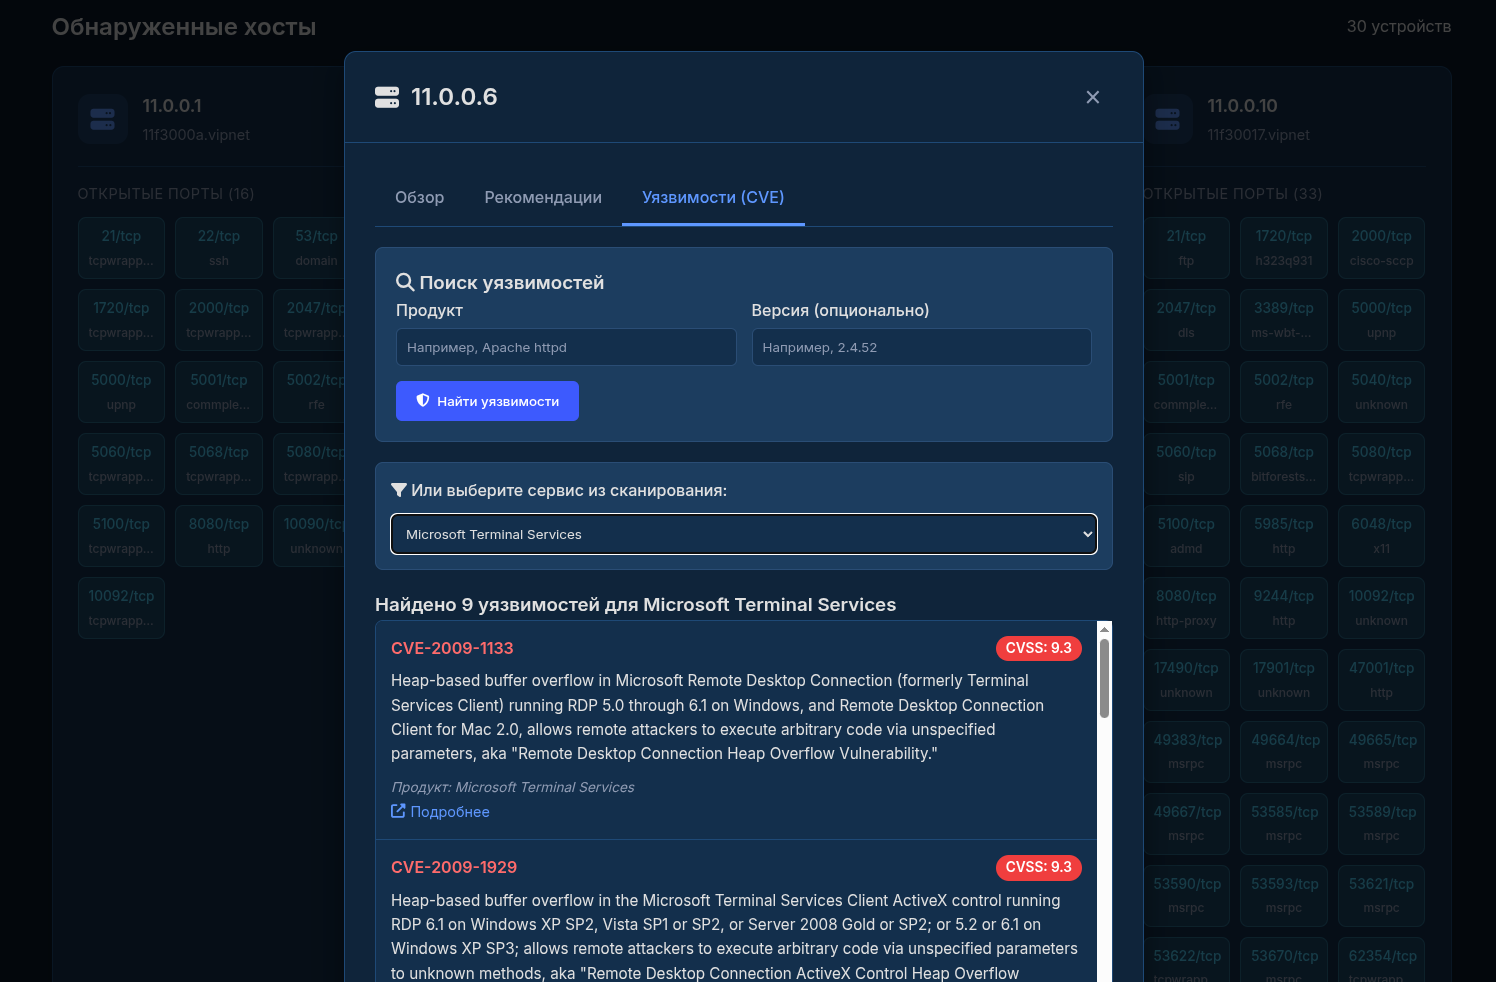 Обнаруженные хосты
30 устройств
11.0.0.1
11f3000a.vipnet
ОТКРЫТЫЕ ПОРТЫ (16)
21/tcp
tcpwrapp...
22/tcp
ssh
53/tcp
domain
1720/tcp
tcpwrapp...
2000/tcp
tcpwrapp...
2047/tcp
tcpwrapp...
5000/tcp
upnp
5001/tcp
commple...
5002/tcp
rfe
5060/tcp
tcpwrapp...
5068/tcp
tcpwrapp...
5080/tcp
tcpwrapp...
5100/tcp
tcpwrapp...
8080/tcp
http
10090/tcp
unknown
10092/tcp
tcpwrapp...
11.0.0.6
Обзор
Рекомендации
Уязвимости (CVE)
Поиск уязвимостей
Продукт
Версия (опционально)
Например, Apache httpd
Например, 2.4.52
Найти уязвимости
Или выберите сервис из сканирования:
Microsoft Terminal Services
Найдено 9 уязвимостей для Microsoft Terminal Services
CVE-2009-1133
CVSS: 9.3
Heap-based buffer overflow in Microsoft Remote Desktop Connection (formerly Terminal
Services Client) running RDP 5.0 through 6.1 on Windows, and Remote Desktop Connection
Client for Mac 2.0, allows remote attackers to execute arbitrary code via unspecified
parameters, aka "Remote Desktop Connection Heap Overflow Vulnerability."
Продукт: Microsoft Terminal Services
Подробнее
CVE-2009-1929
CVSS: 9.3
Heap-based buffer overflow in the Microsoft Terminal Services Client ActiveX control running
RDP 6.1 on Windows XP SP2, Vista SP1 or SP2, or Server 2008 Gold or SP2; or 5.2 or 6.1 on
Windows XP SP3; allows remote attackers to execute arbitrary code via unspecified parameters
to unknown methods, aka "Remote Desktop Connection ActiveX Control Heap Overflow
11.0.0.10
11f30017.vipnet
ОТКРЫТЫЕ ПОРТЫ (33)
21/tcp
ftp
1720/tcp
h323q931
2000/tcp
cisco-sccp
2047/tcp
dls
3389/tcp
ms-wbt-...
5000/tcp
upnp
5001/tcp
commple...
5002/tcp
rfe
5040/tcp
unknown
5060/tcp
sip
5068/tcp
bitforests...
5080/tcp
tcpwrapp...
5100/tcp
admd
5985/tcp
http
6048/tcp
x11
8080/tcp
http-proxy
9244/tcp
http
10092/tcp
unknown
17490/tcp
unknown
17901/tcp
unknown
47001/tcp
http
49383/tcp
msrpc
49664/tcp
msrpc
49665/tcp
msrpc
49667/tcp
msrpc
53585/tcp
msrpc
53589/tcp
msrpc
53590/tcp
msrpc
53593/tcp
msrpc
53621/tcp
msrpc
53622/tcp
tcpwrapp...
53670/tcp
msrpc
62354/tcp
tcpwrapp...